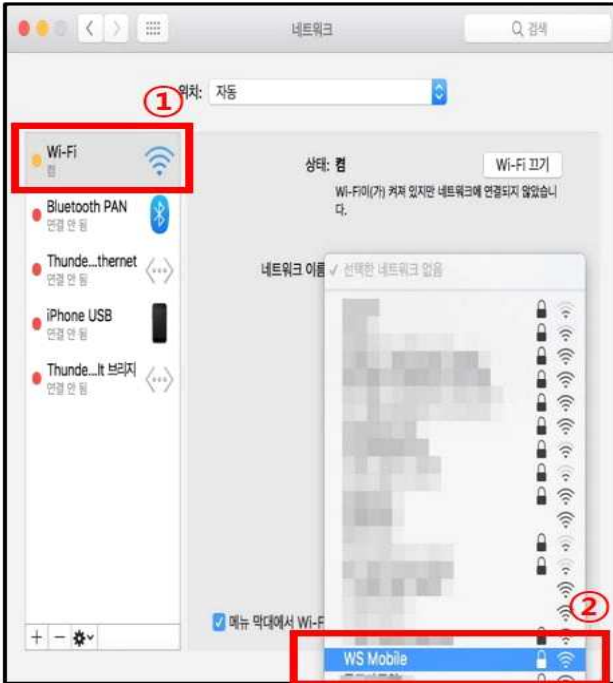 네트워크
검색
①
위치: 자동
Wi-Fi
켬
상태: 켬
Wi-Fi 끄기
Wi-Fi이(가) 켜져 있지만 네트워크에 연결되지 않았습니
다.
Bluetooth PAN
연결 안 됨
Thunde...thernet
연결 안 됨
네트워크 이름
✓ 선택한 네트워크 없음
iPhone USB
연결 안 됨
Thunde...lt 브리지
연결 안 됨
②
메뉴 막대에서 Wi-F
WS Mobile